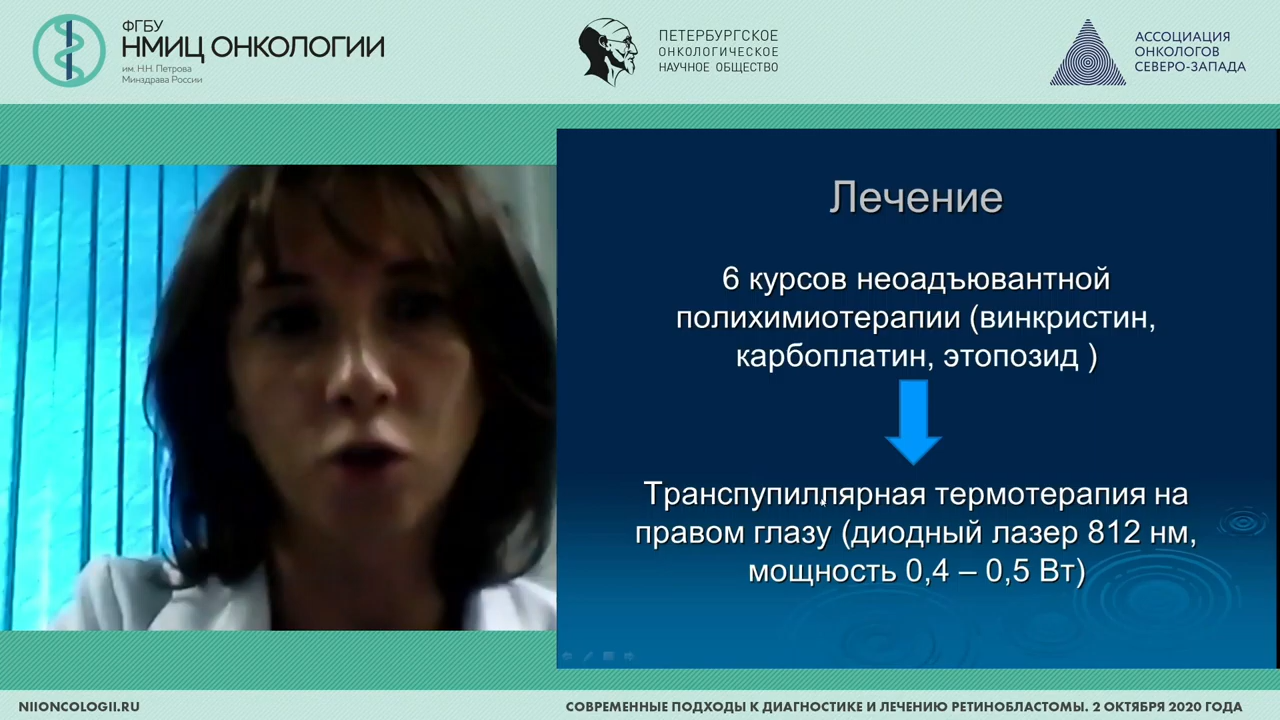 ФГБУ
НМИЦ ОНКОЛОГИИ
им. Н.Н. Петрова
Минздрава России
ПЕТЕРБУРГСКОЕ
ОНКОЛОГИЧЕСКОЕ
НАУЧНОЕ ОБЩЕСТВО
АССОЦИАЦИЯ
ОНКОЛОГОВ
СЕВЕРО-ЗАПАДА
Лечение
6 курсов неоадъювантной
полихимиотерапии (винкристин,
карбоплатин, этопозид )
Транспупиллярная термотерапия на
правом глазу (диодный лазер 812 нм,
мощность 0,4 – 0,5 Вт)
NIIONCOLOGII.RU
СОВРЕМЕННЫЕ ПОДХОДЫ К ДИАГНОСТИКЕ И ЛЕЧЕНИЮ РЕТИНОБЛАСТОМЫ. 2 ОКТЯБРЯ 2020 ГОДА